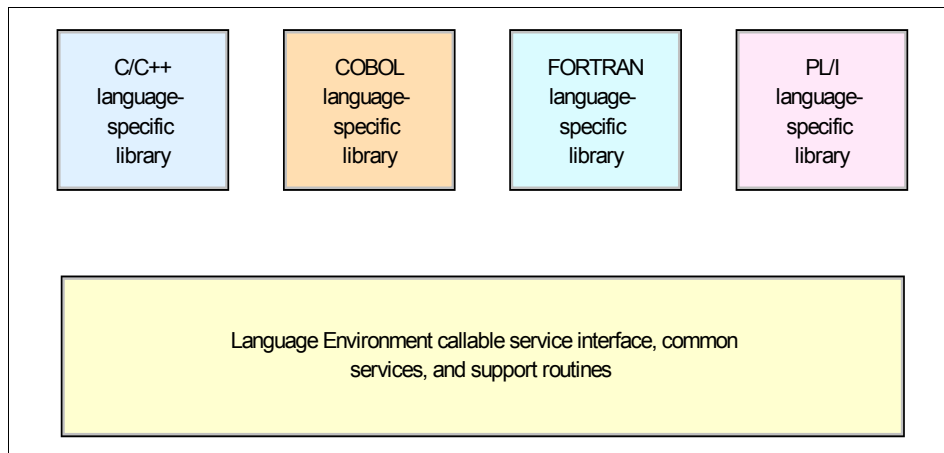 C/C++
language-
specific
library
COBOL
language-
specific
library
FORTRAN
language-
specific
library
PL/I
language-
specific
library
Language Environment callable service interface, common
services, and support routines